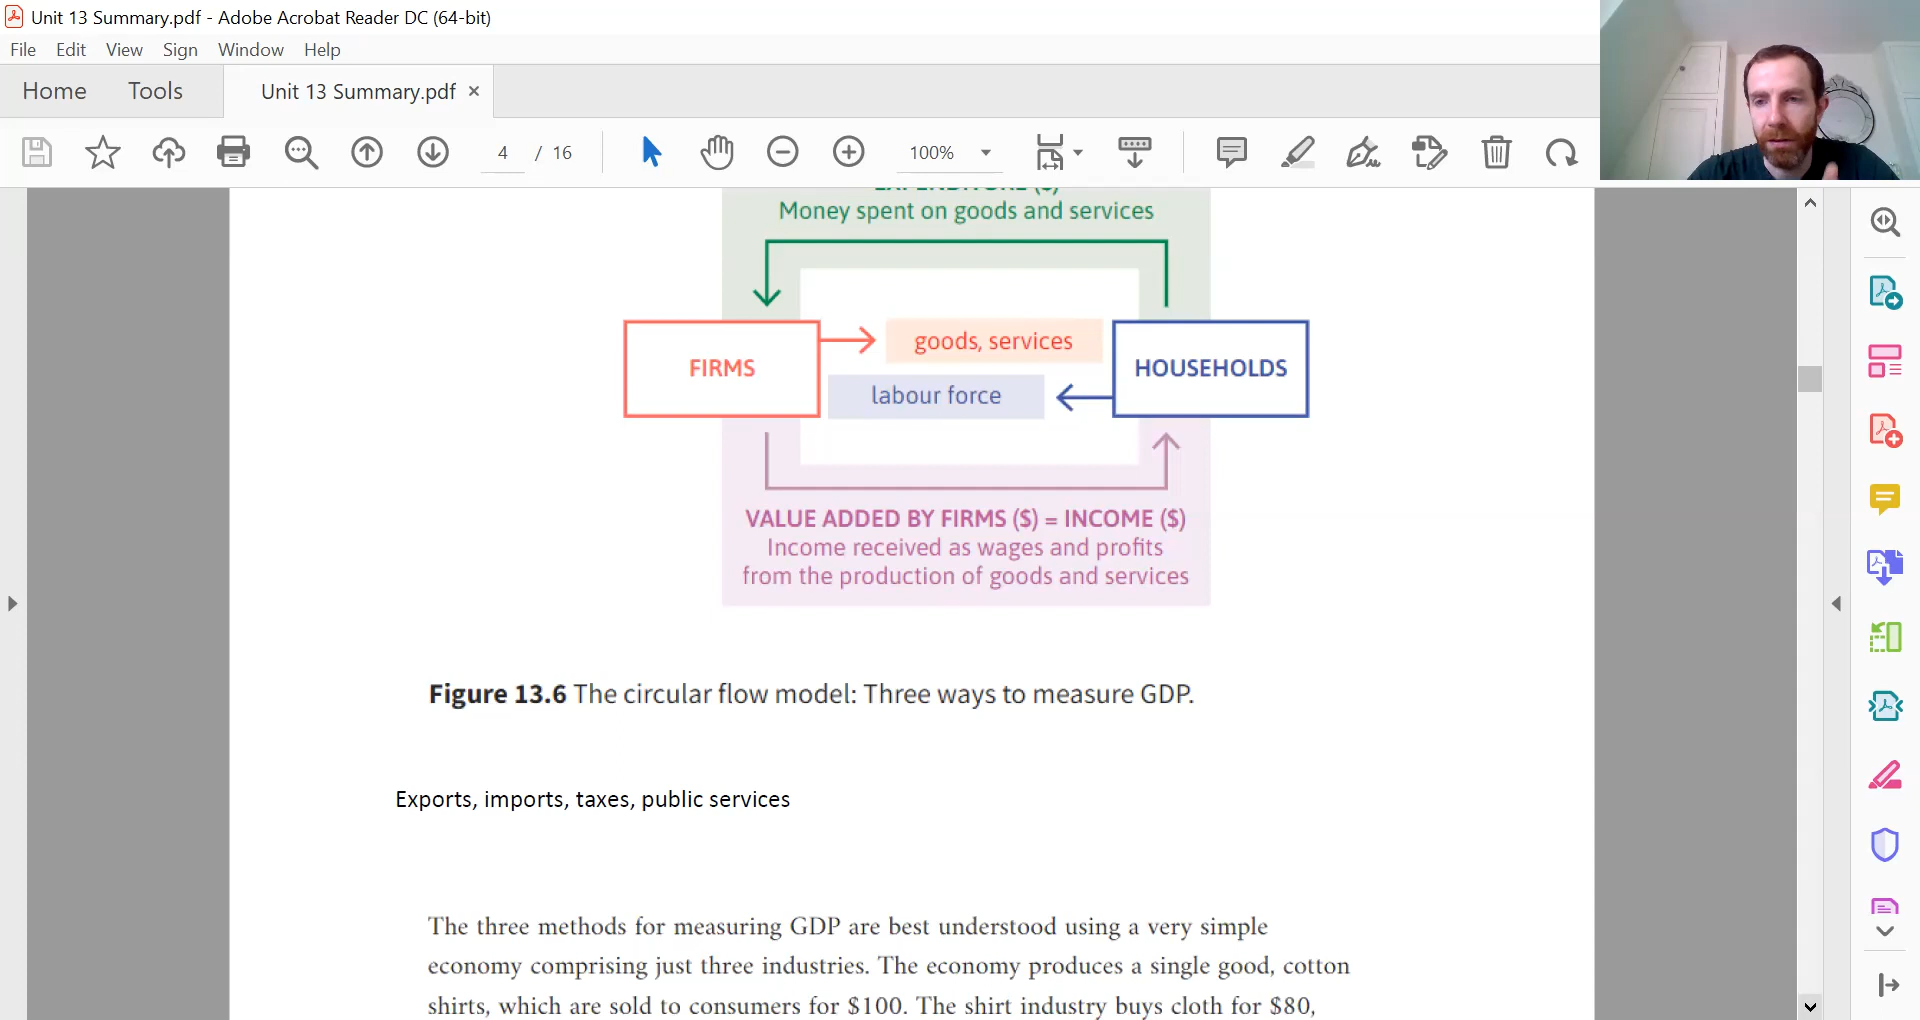 Unit 13 Summary.pdf - Adobe Acrobat Reader DC (64-bit)
File Edit View Sign Window Help
Home Tools Unit 13 Summary.pdf ×
4 / 16 100%
EXPENDITURE ($)
Money spent on goods and services
goods, services
FIRMS
HOUSEHOLDS
labour force
VALUE ADDED BY FIRMS ($) = INCOME ($)
Income received as wages and profits
from the production of goods and services
Figure 13.6 The circular flow model: Three ways to measure GDP.
Exports, imports, taxes, public services
The three methods for measuring GDP are best understood using a very simple
economy comprising just three industries. The economy produces a single good, cotton
shirts, which are sold to consumers for $100. The shirt industry buys cloth for $80,